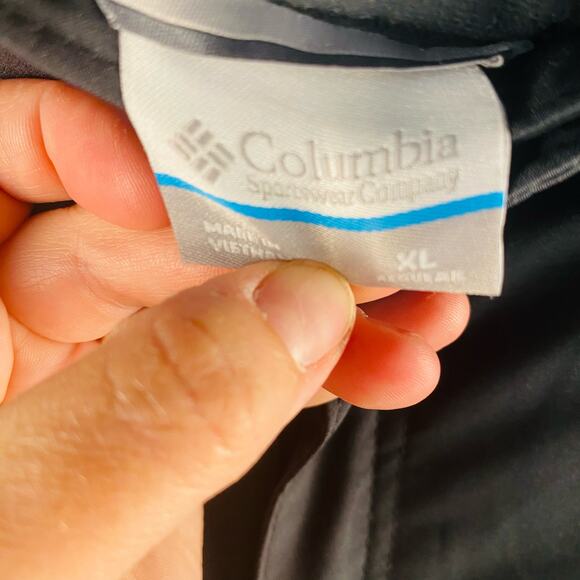 Columbia
Sportswear Company
MADE IN
VIETNAM
XL
REGULAR